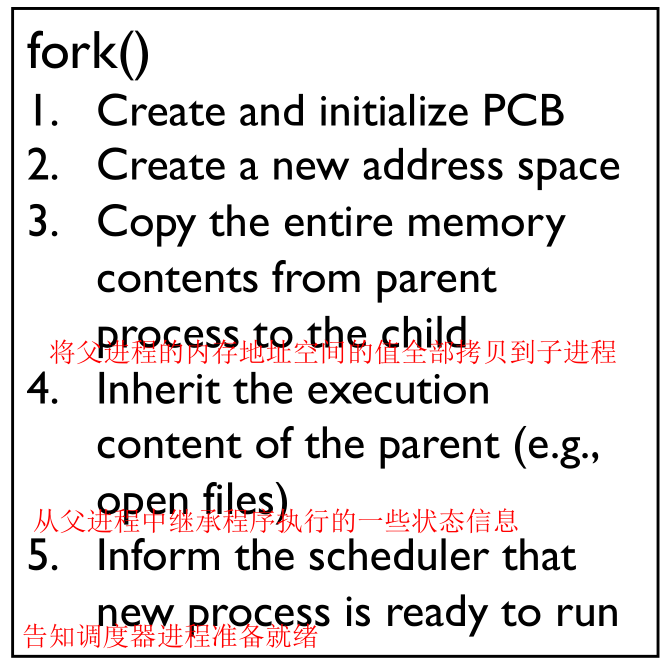 fork()
1. Create and initialize PCB
2. Create a new address space
3. Copy the entire memory
contents from parent
process to the child
将父进程的内存地址空间的值全部拷贝到子进程
4. Inherit the execution
content of the parent (e.g.,
open files)
从父进程中继承程序执行的一些状态信息
5. Inform the scheduler that
new process is ready to run
告知调度器进程准备就绪